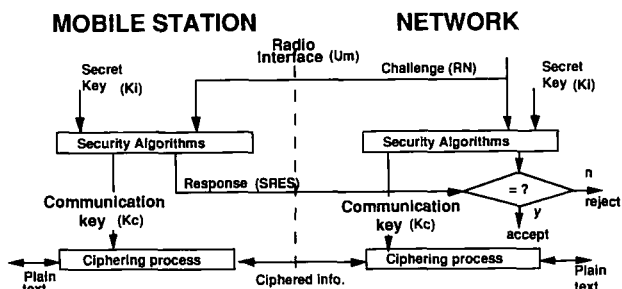 MOBILE STATION
NETWORK
Radio
Interface (Um)
Secret
Key (Ki)
Challenge (RN)
Secret
Key (Ki)
Security Algorithms
Security Algorithms
Response (SRES)
= ?
n
reject
Communication
key (Kc)
Communication
key (Kc)
y
accept
Ciphering process
Ciphering process
Plain
text
Ciphered info.
Plain
text